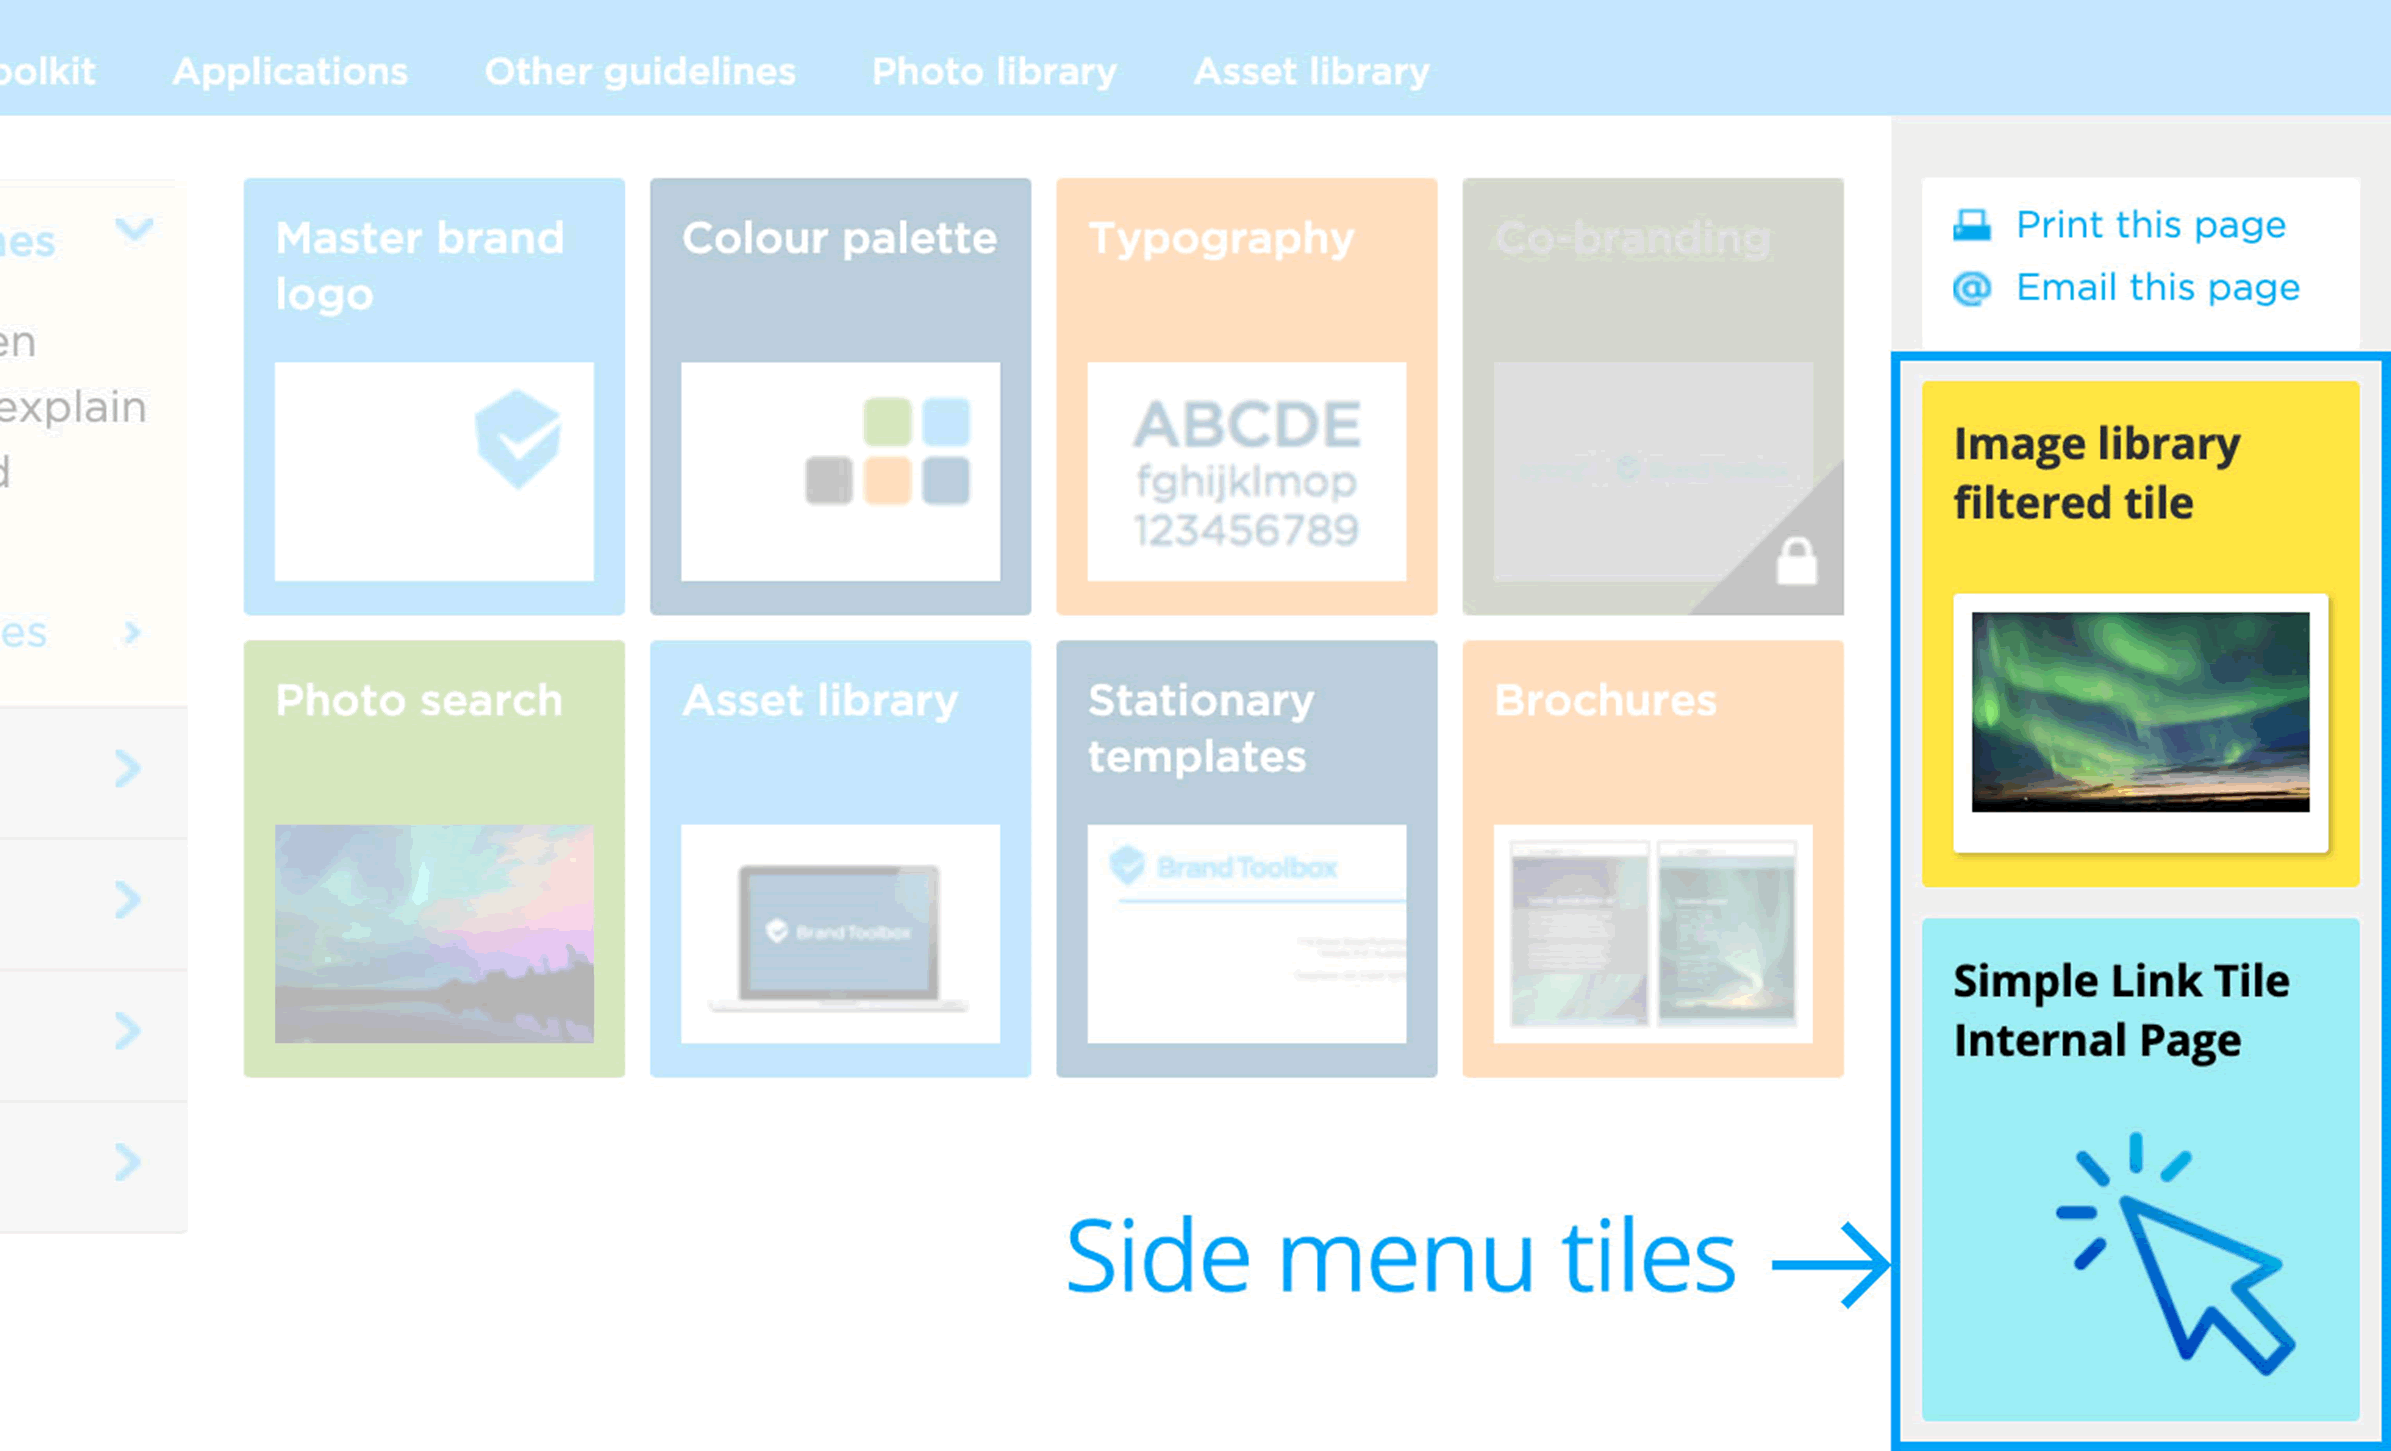 oolkit
Applications
Other guidelines
Photo library
Asset library
nes
en
explain
d
es
Master brand
logo
Colour palette
Typography
ABCDE
fghijklmop
123456789
Co-branding
Photo search
Asset library
Brand Toolbox
Stationary
templates
Brand Toolbox
Brochures
Print this page
@ Email this page
Image library
filtered tile
Simple Link Tile
Internal Page
Side menu tiles →